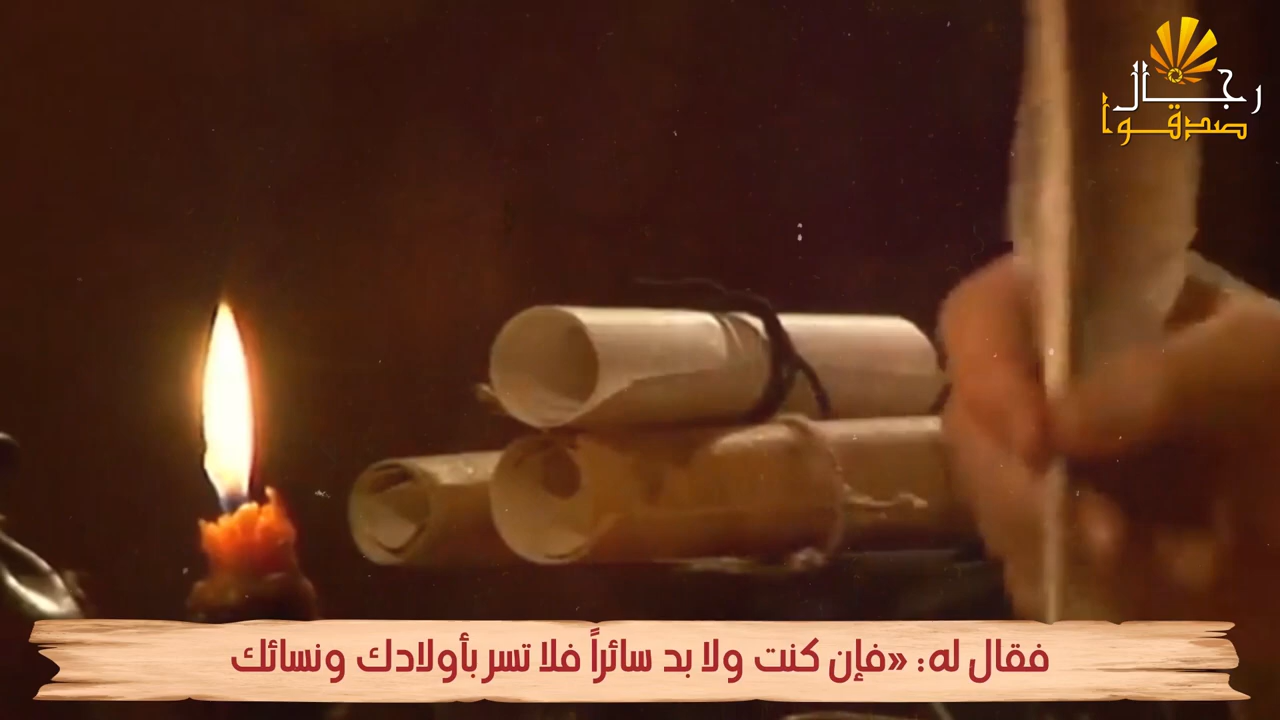 رجال
صدقوا
فقال له: «فإن كنت ولا بد سائراً فلا تسر بأولادك ونسائك